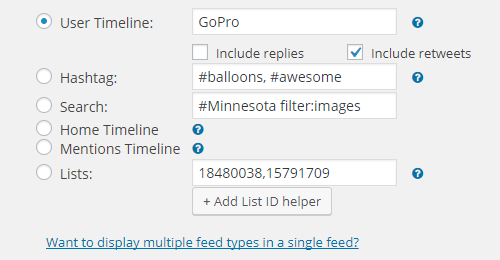 User Timeline: GoPro
Include replies Include retweets
Hashtag: #balloons, #awesome
Search: #Minnesota filter:images
Home Timeline
Mentions Timeline
Lists: 18480038,15791709
+ Add List ID helper
Want to display multiple feed types in a single feed?